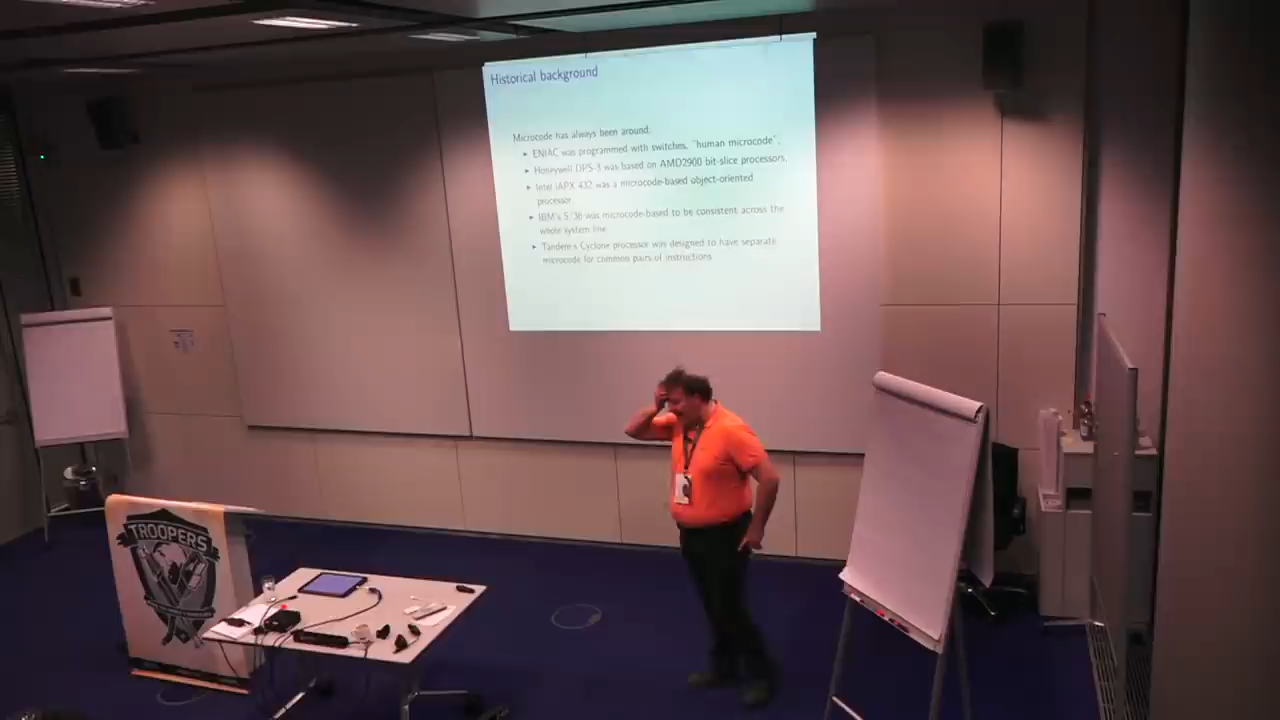 Historical background
Microcode has always been around:
ENIAC was programmed with switches, "human microcode".
Honeywell DPS-1 was based on AMD2900 bit-slice processors.
Intel iAPX 432 was a microcode-based object-oriented
processor
IBM's S/36 was microcode-based to be consistent across the
whole system line
Tandem's Cyclone processor was designed to have separate
microcode for common pairs of instructions
TROOPERS